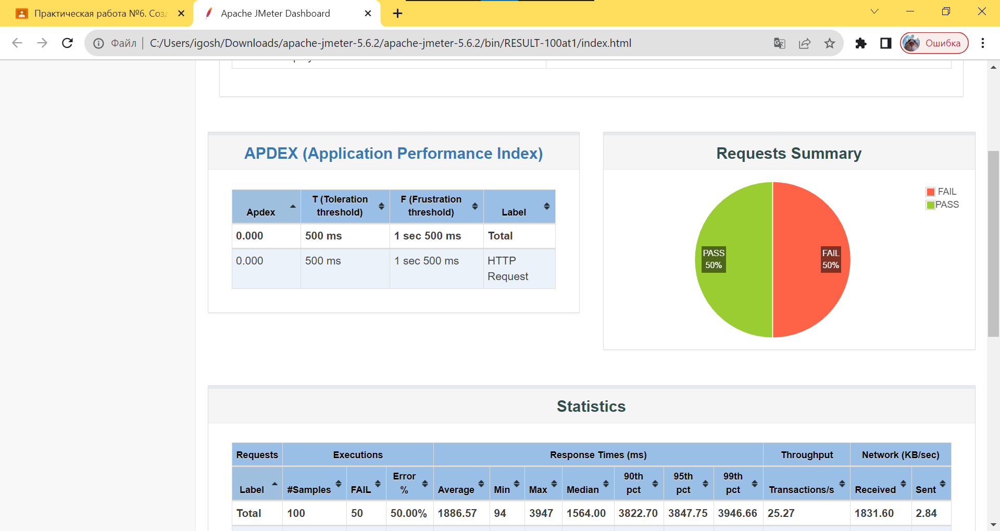 Практическая работа №6. Созд
Apache JMeter Dashboard
Файл
C:/Users/igosh/Downloads/apache-jmeter-5.6.2/apache-jmeter-5.6.2/bin/RESULT-100at1/index.html
Ошибка
APDEX (Application Performance Index)
Apdex
T (Toleration
threshold)
F (Frustration
threshold)
Label
0.000 500 ms 1 sec 500 ms Total
0.000 500 ms 1 sec 500 ms HTTP
Request
Requests Summary
FAIL
PASS
PASS
50%
FAIL
50%
Statistics
Requests Executions Response Times (ms) Throughput Network (KB/sec)
Label
#Samples
FAIL
Error
%
Average
Min
Max
Median
90th
pct
95th
pct
99th
pct
Transactions/s
Received
Sent
Total 100 50 50.00% 1886.57 94 3947 1564.00 3822.70 3847.75 3946.66 25.27 1831.60 2.84